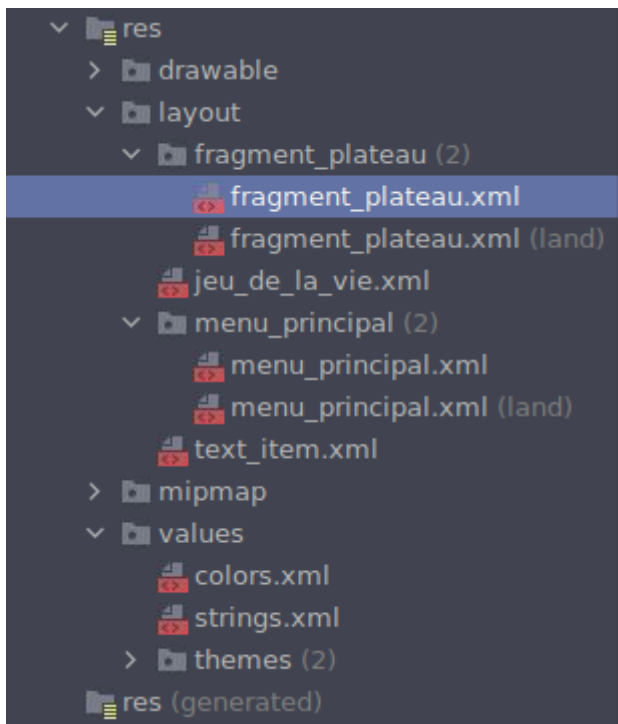 res
drawable
layout
fragment_plateau (2)
fragment_plateau.xml
fragment_plateau.xml (land)
jeu_de_la_vie.xml
menu_principal (2)
menu_principal.xml
menu_principal.xml (land)
text_item.xml
mipmap
values
colors.xml
strings.xml
themes (2)
res (generated)